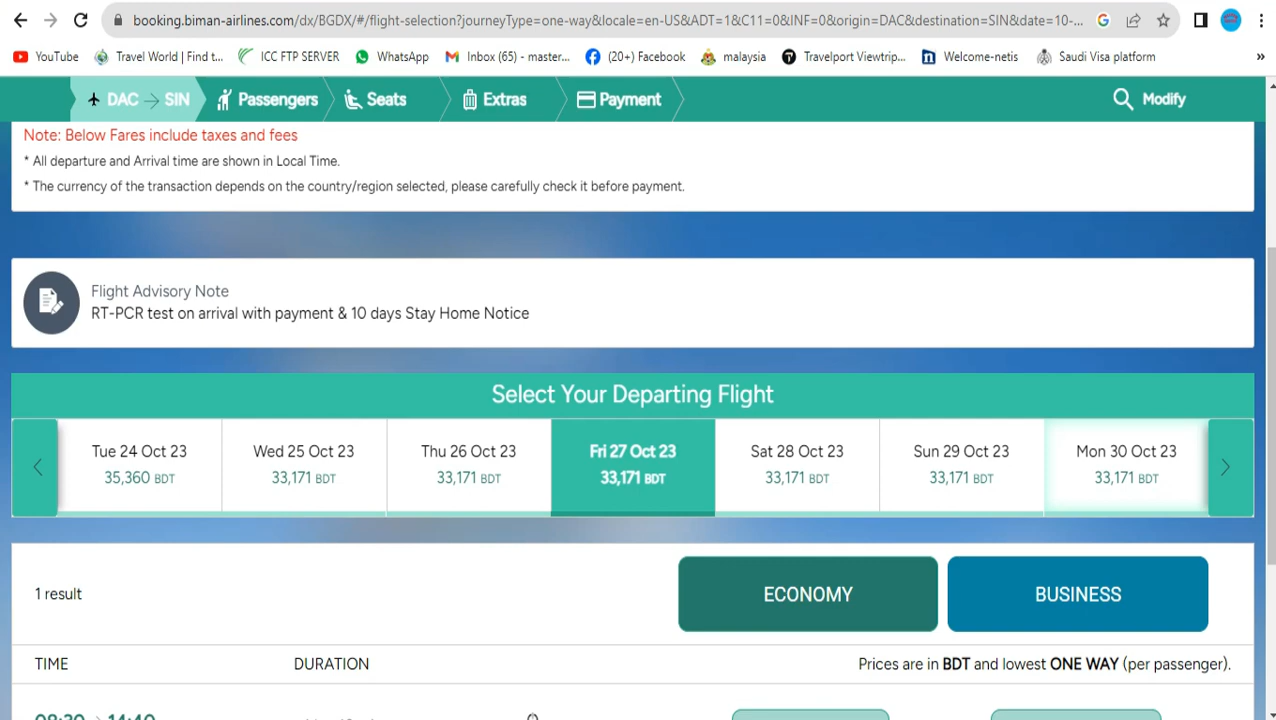 booking.biman-airlines.com/dx/BGDX/#/flight-selection?journeyType=one-way&locale=en-US&ADT=1&C11=0&INF=0&origin=DAC&destination=SIN&date=10-...
YouTube Travel World | Find t... ICC FTP SERVER WhatsApp Inbox (65) - master... (20+) Facebook malaysia Travelport Viewtrip... Welcome-netis Saudi Visa platform »
DAC SIN Passengers Seats Extras Payment Modify
Note: Below Fares include taxes and fees
* All departure and Arrival time are shown in Local Time.
* The currency of the transaction depends on the country/region selected, please carefully check it before payment.
Flight Advisory Note
RT-PCR test on arrival with payment & 10 days Stay Home Notice
Select Your Departing Flight
Tue 24 Oct 23 Wed 25 Oct 23 Thu 26 Oct 23 Fri 27 Oct 23 Sat 28 Oct 23 Sun 29 Oct 23 Mon 30 Oct 23
35,360 BDT 33,171 BDT 33,171 BDT 33,171 BDT 33,171 BDT 33,171 BDT 33,171 BDT
1 result ECONOMY BUSINESS
TIME DURATION Prices are in BDT and lowest ONE WAY (per passenger).
08:30 14:40